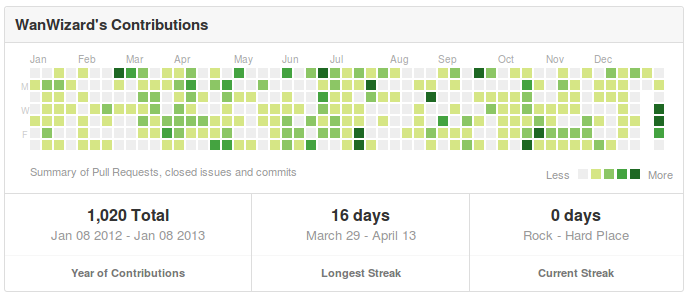 WanWizard's Contributions
Jan Feb Mar Apr May Jun Jul Aug Sep Oct Nov Dec
M
W
F
Summary of Pull Requests, closed issues and commits
Less More
1,020 Total 16 days 0 days
Jan 08 2012 - Jan 08 2013 March 29 - April 13 Rock - Hard Place
Year of Contributions Longest Streak Current Streak